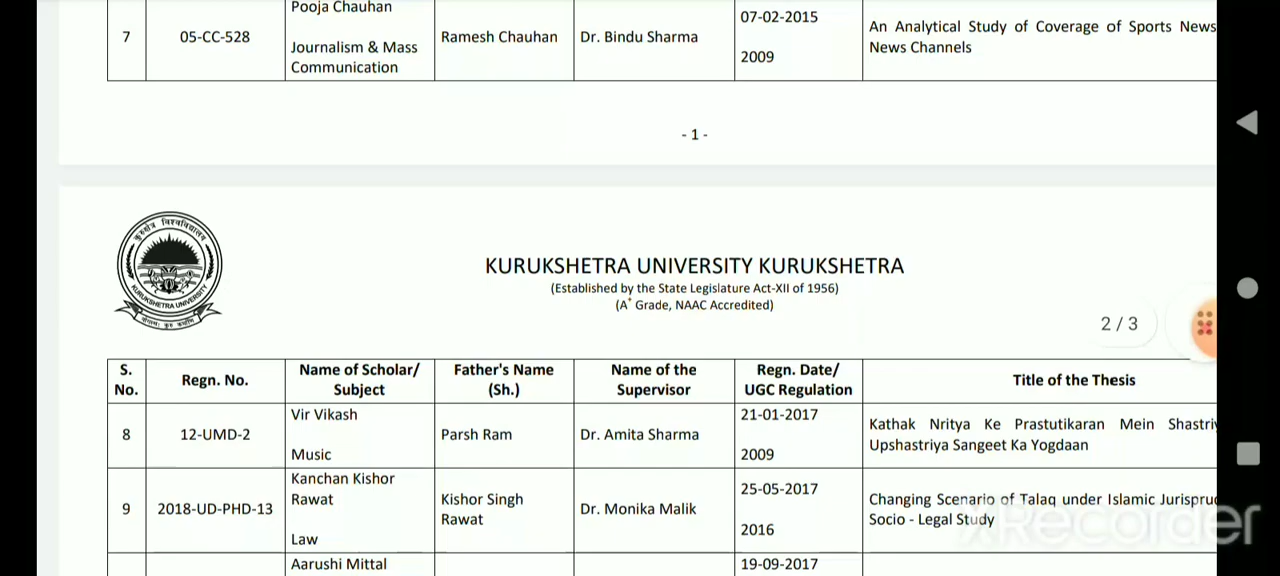 Pooja Chauhan
07-02-2015
An Analytical Study of Coverage of Sports News
7 05-CC-528 Ramesh Chauhan Dr. Bindu Sharma
Journalism & Mass
News Channels
2009
Communication
- 1 -
कुरुक्षेत्र विश्वविद्यालय
KURUKSHETRA UNIVERSITY
KURUKSHETRA UNIVERSITY KURUKSHETRA
(Established by the State Legislature Act-XII of 1956)
(A+ Grade, NAAC Accredited)
2 / 3
S. No. Regn. No. Name of Scholar/ Subject Father's Name (Sh.) Name of the Supervisor Regn. Date/ UGC Regulation Title of the Thesis
Vir Vikash
21-01-2017
Kathak Nritya Ke Prastutikaran Mein
8 12-UMD-2 Parsh Ram Dr. Amita Sharma
Upshastriya Sangeet Ka Yogdaan
Music
2009
Kanchan Kishor
Rawat
25-05-2017
Kishor Singh
Rawat
Changing Scenario of Talaq under Islamic
9 2018-UD-PHD-13 Dr. Monika Malik
Socio - Legal Study
2016
Law
XRecorder
Aarushi Mittal
19-09-2017